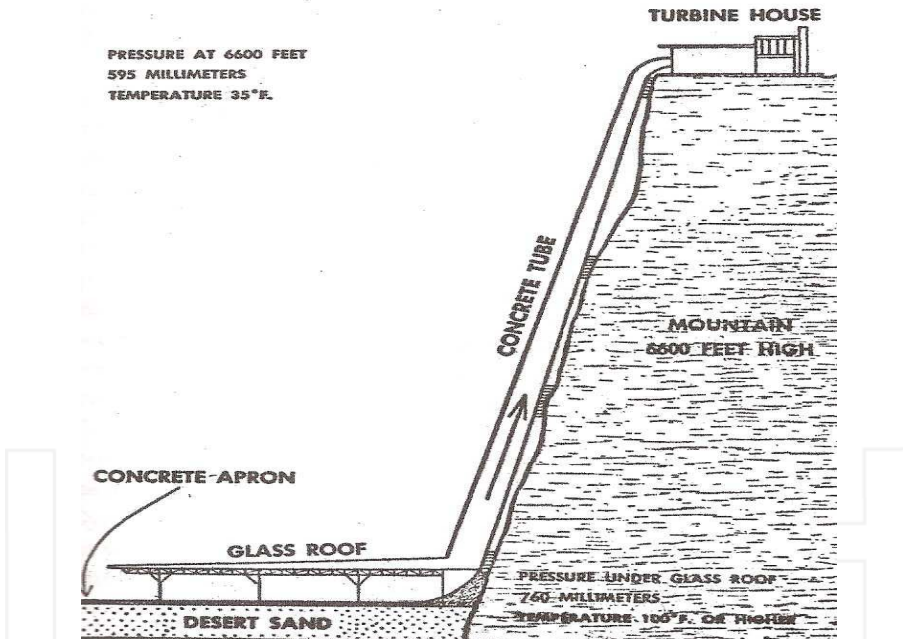 TURBINE HOUSE
PRESSURE AT 6600 FEET
595 MILLIMETERS
TEMPERATURE 35°F.
CONCRETE TUBE
MOUNTAIN
6600 FEET HIGH
CONCRETE-APRON
GLASS ROOF
PRESSURE UNDER GLASS ROOF
760 MILLIMETERS
TEMPERATURE 100°F. OR HIGHER
DESERT SAND